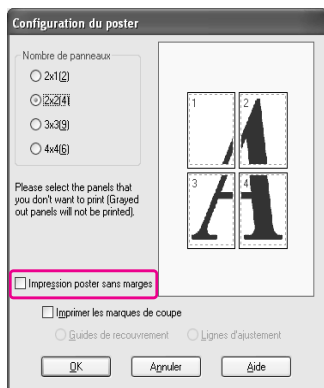 Configuration du poster
Nombre de panneaux
2x1(2)
2x2(4)
3x3(9)
4x4(6)
1
2
3
4
Please select the panels that
you don't want to print (Grayed
out panels will not be printed).
Impression poster sans marges
Imprimer les marques de coupe
Guides de recouvrement
Lignes d'ajustement
OK
Annuler
Aide